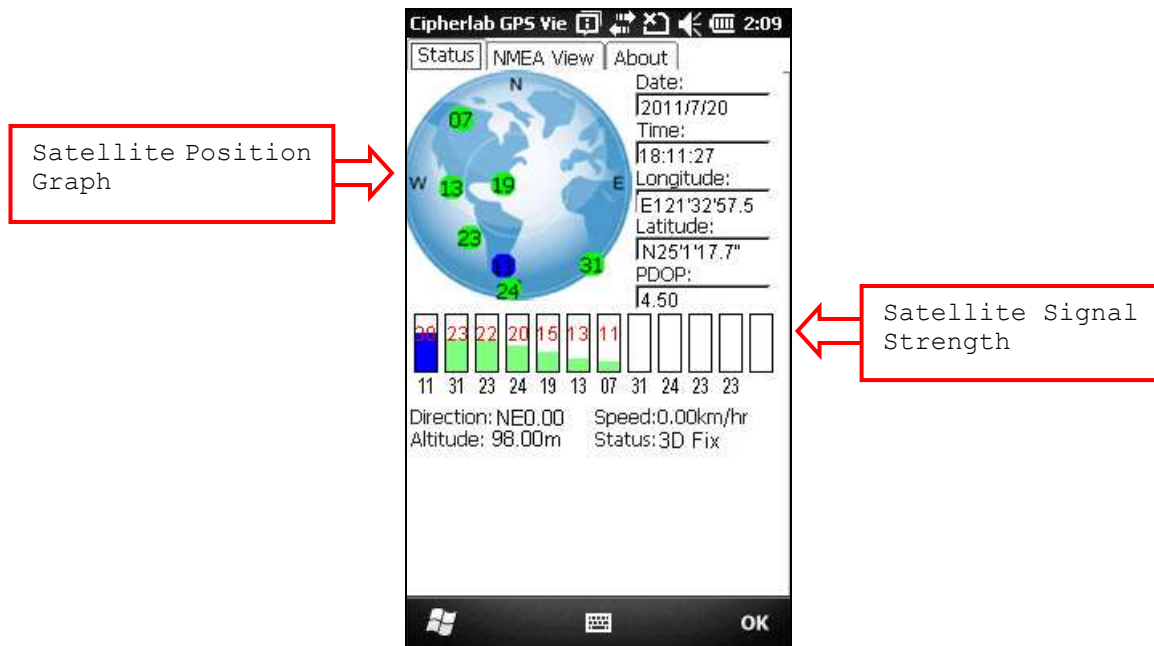 Cipherlab GPS Vie 2:09
Status NMEA View About
Satellite Position
Graph
N
W
E
07
13
19
23
31
11
24
Date:
2011/7/20
Time:
18:11:27
Longitude:
E121'32'57.5
Latitude:
N25'1'17.7"
PDOP:
4.50
Satellite Signal
Strength
30 23 22 20 15 13 11
11 31 23 24 19 13 07 31 24 23 23
Direction: NE0.00 Speed:0.00km/hr
Altitude: 98.00m Status:3D Fix
OK